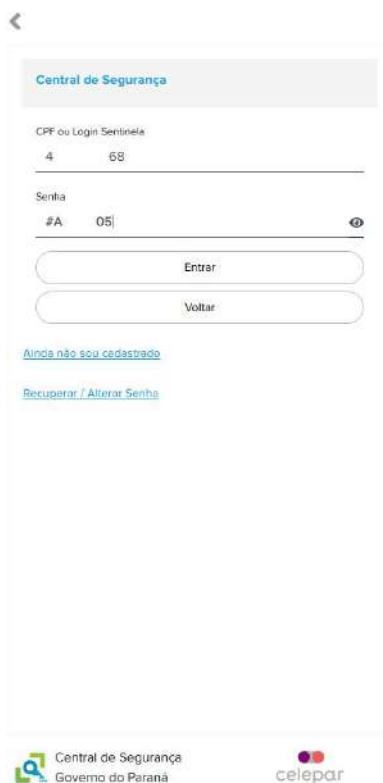 Central de Segurança
CPF ou Login Sentinela
4 68
Senha
#A 05
Entrar
Voltar
Ainda não sou cadastrado
Recuperar / Alterar Senha
Central de Segurança
Governo do Paraná
celepar